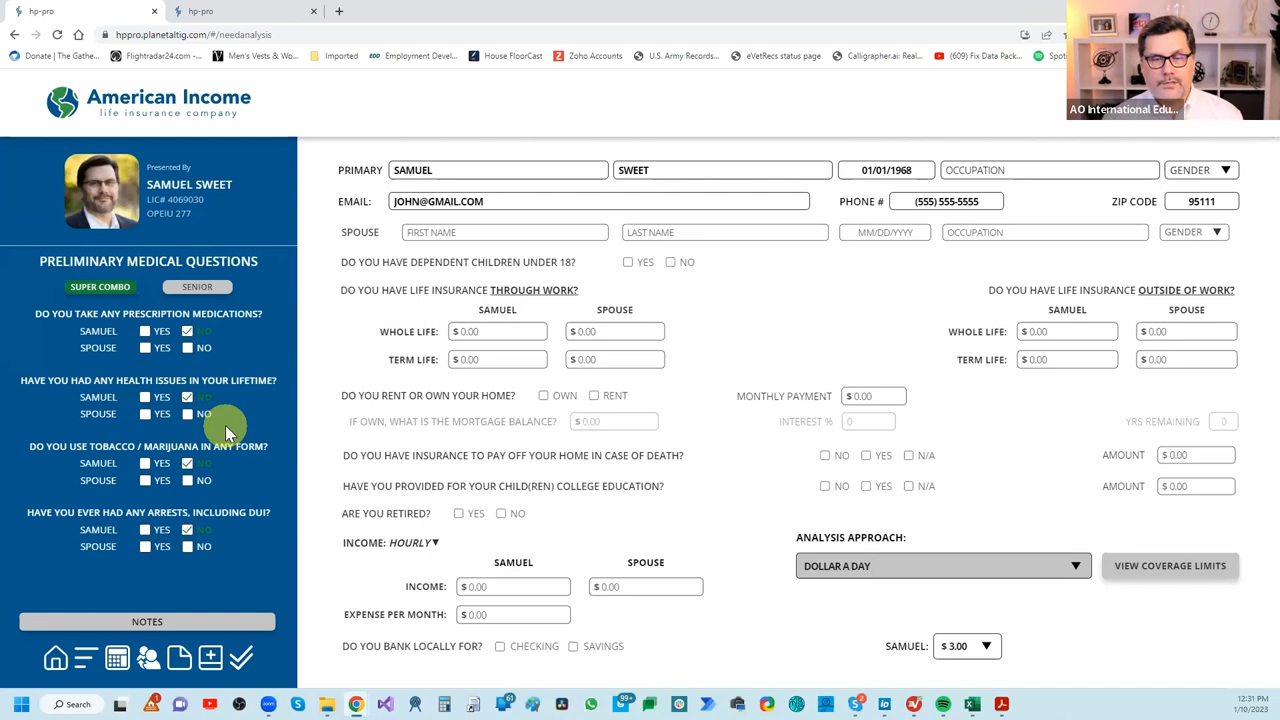 hp-pro
hp-pro
hppro.planetaltig.com/#/needanalysis
Donate | The Gathe...
Flightradar24.com -...
Men's Vests & Wo...
Imported
EDD Employment Devel...
House FloorCast
Zoho Accounts
U.S. Army Records...
eVetRecs status page
Calligrapher.ai: Real...
(609) Fix Data Pack...
Spot
AO International Edu...
American Income
life insurance company
Presented By
SAMUEL SWEET
LIC# 4069030
OPEIU 277
PRELIMINARY MEDICAL QUESTIONS
SUPER COMBO SENIOR
DO YOU TAKE ANY PRESCRIPTION MEDICATIONS?
SAMUEL YES NO
SPOUSE YES NO
HAVE YOU HAD ANY HEALTH ISSUES IN YOUR LIFETIME?
SAMUEL YES NO
SPOUSE YES NO
DO YOU USE TOBACCO / MARIJUANA IN ANY FORM?
SAMUEL YES NO
SPOUSE YES NO
HAVE YOU EVER HAD ANY ARRESTS, INCLUDING DUI?
SAMUEL YES NO
SPOUSE YES NO
NOTES
PRIMARY SAMUEL SWEET 01/01/1968 OCCUPATION GENDER
EMAIL: JOHN@GMAIL.COM PHONE # (555) 555-5555 ZIP CODE 95111
SPOUSE FIRST NAME LAST NAME MM/DD/YYYY OCCUPATION GENDER
DO YOU HAVE DEPENDENT CHILDREN UNDER 18? YES NO
DO YOU HAVE LIFE INSURANCE THROUGH WORK? DO YOU HAVE LIFE INSURANCE OUTSIDE OF WORK?
SAMUEL SPOUSE SAMUEL SPOUSE
WHOLE LIFE: $ 0.00 $ 0.00 WHOLE LIFE: $ 0.00 $ 0.00
TERM LIFE: $ 0.00 $ 0.00 TERM LIFE: $ 0.00 $ 0.00
DO YOU RENT OR OWN YOUR HOME? OWN RENT MONTHLY PAYMENT $ 0.00
IF OWN, WHAT IS THE MORTGAGE BALANCE? $ 0.00 INTEREST % 0 YRS REMAINING 0
DO YOU HAVE INSURANCE TO PAY OFF YOUR HOME IN CASE OF DEATH? NO YES N/A AMOUNT $ 0.00
HAVE YOU PROVIDED FOR YOUR CHILD(REN) COLLEGE EDUCATION? NO YES N/A AMOUNT $ 0.00
ARE YOU RETIRED? YES NO
INCOME: HOURLY ANALYSIS APPROACH:
SAMUEL SPOUSE DOLLAR A DAY VIEW COVERAGE LIMITS
INCOME: $ 0.00 $ 0.00
EXPENSE PER MONTH: $ 0.00
DO YOU BANK LOCALLY FOR? CHECKING SAVINGS SAMUEL: $ 3.00
Search
61
99+
2
12:31 PM
1/10/2023